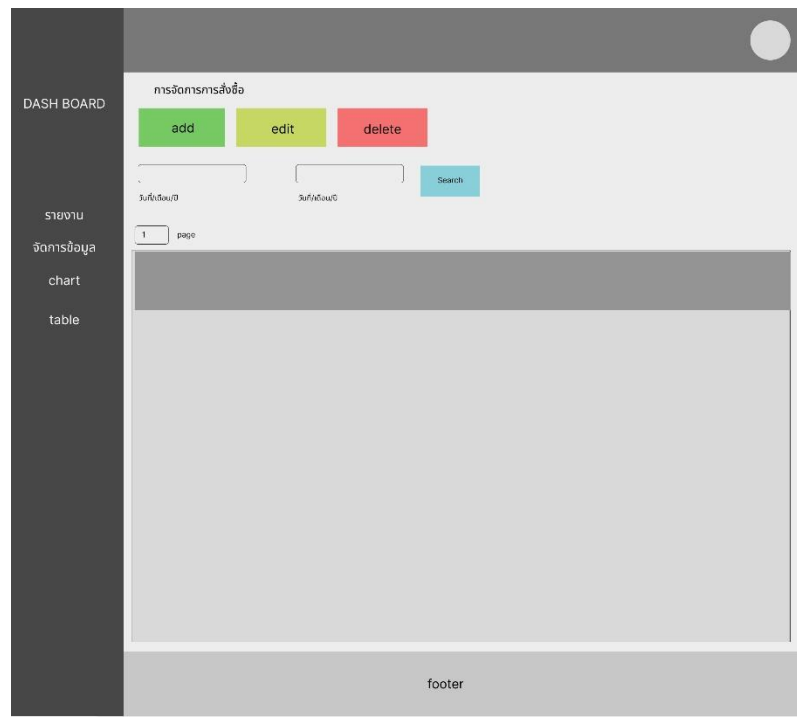 DASH BOARD
รายงาน
จัดการข้อมูล
chart
table
การจัดการการสั่งซื้อ
add
edit
delete
วันที่/เดือน/ปี
วันที่/เดือน/ปี
Search
1 page
footer